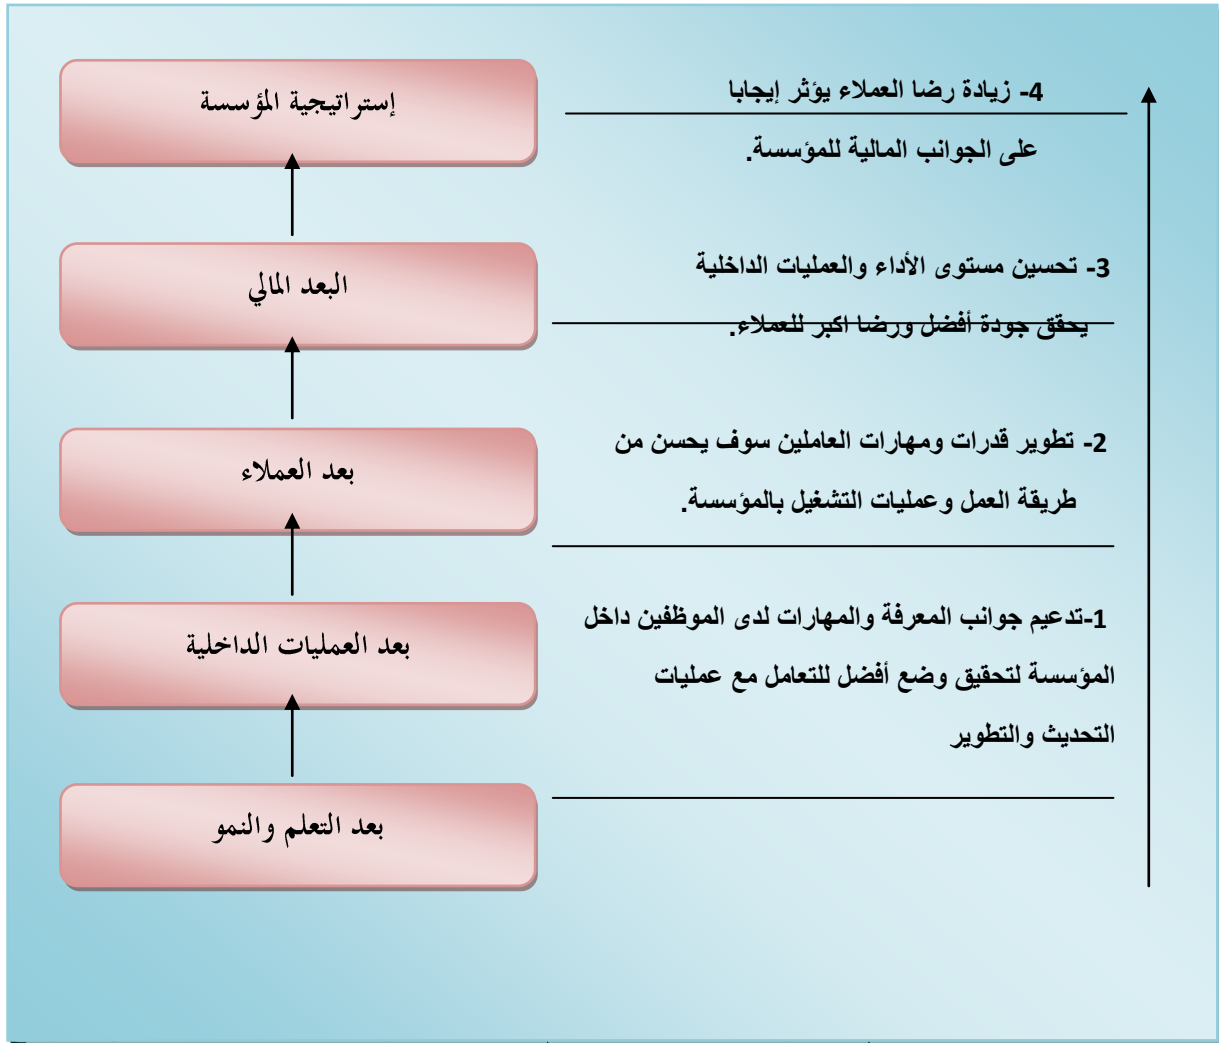 إستراتيجية المؤسسة
4- زيادة رضا العملاء يؤثر إيجابا
على الجوانب المالية للمؤسسة.
البعد المالي
3- تحسين مستوى الأداء والعمليات الداخلية
يحقق جودة أفضل ورضا اكبر للعملاء.
بعد العملاء
2- تطوير قدرات ومهارات العاملين سوف يحسن من
طريقة العمل وعمليات التشغيل بالمؤسسة.
بعد العمليات الداخلية
1-تدعيم جوانب المعرفة والمهارات لدى الموظفين داخل
المؤسسة لتحقيق وضع أفضل للتعامل مع عمليات
التحديث والتطوير
بعد التعلم والنمو